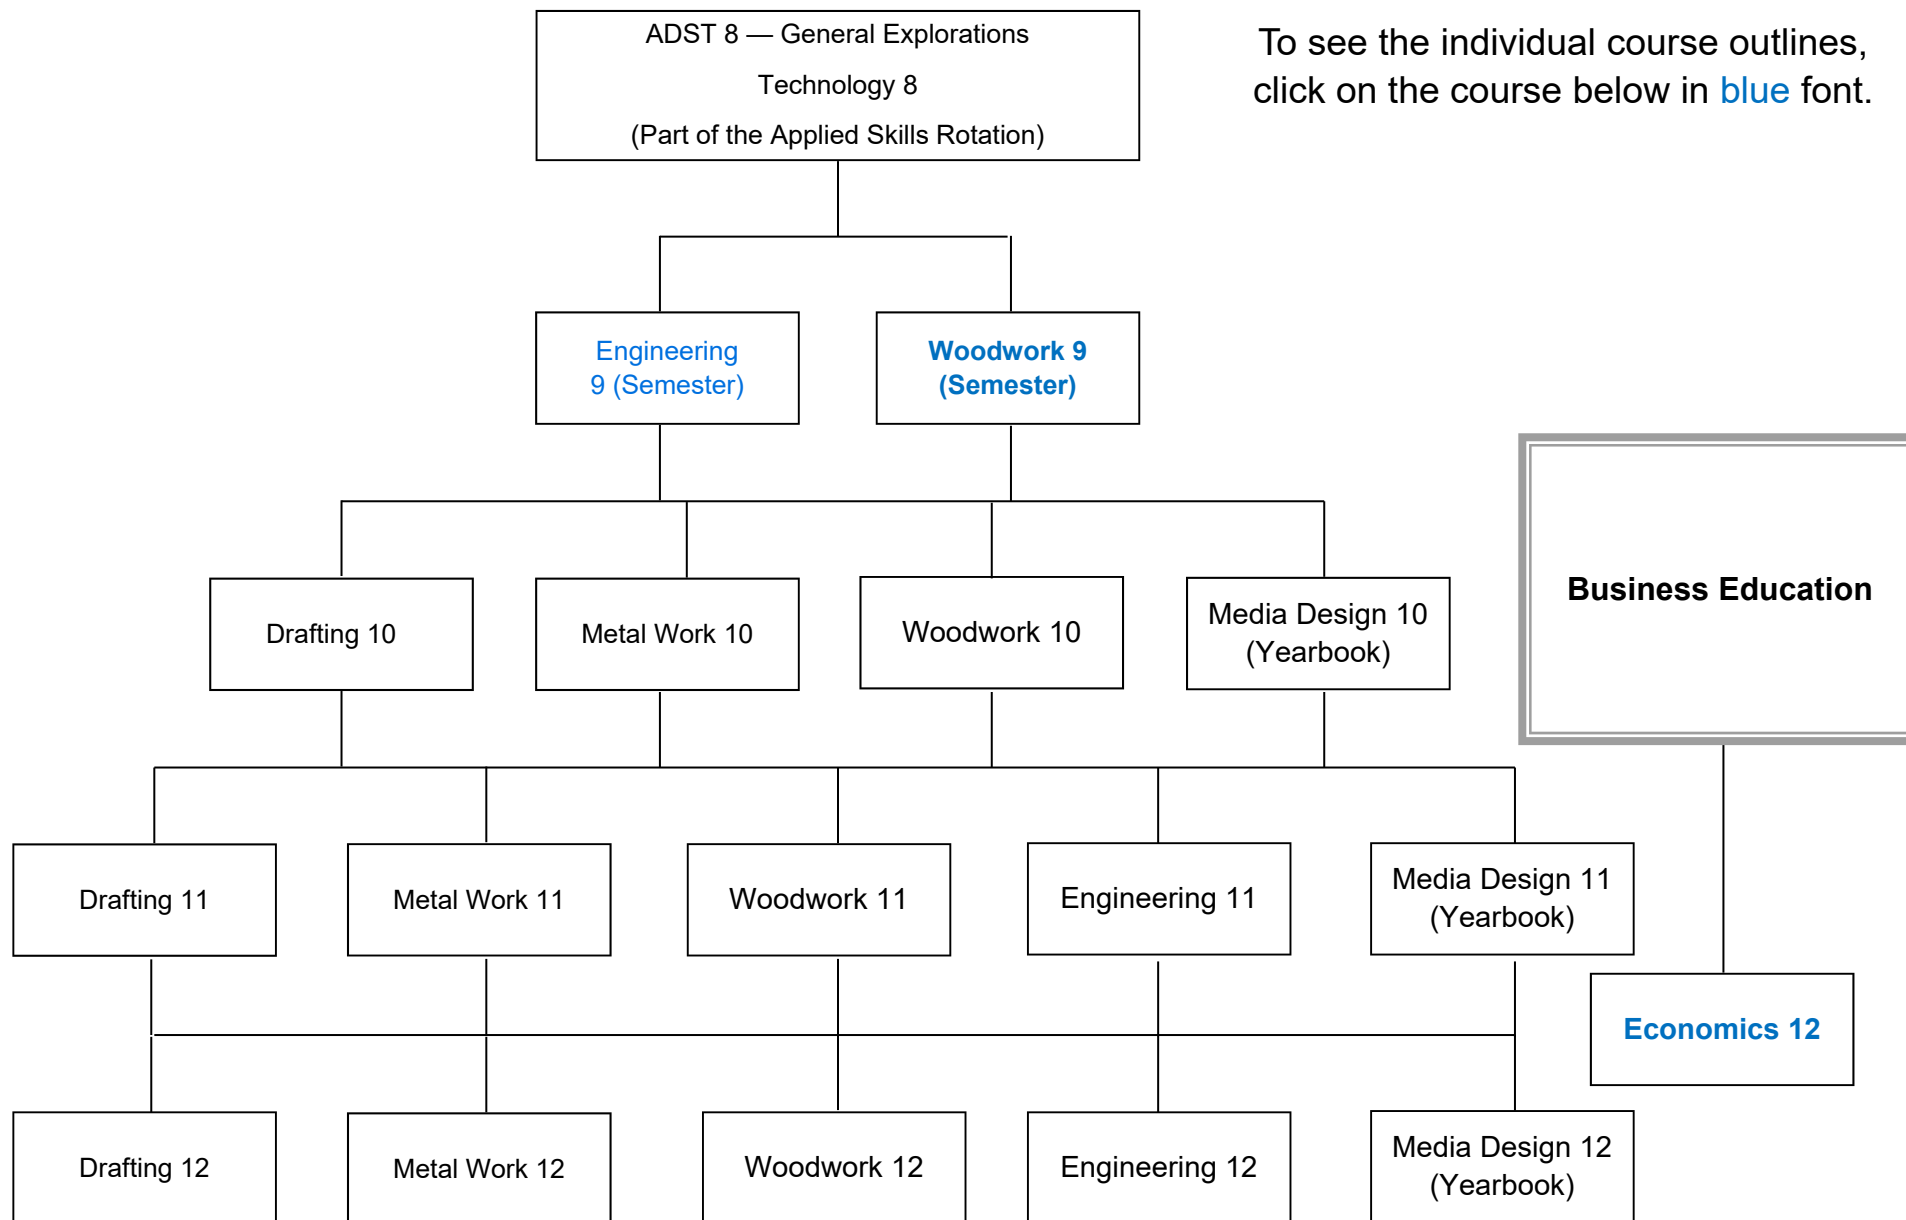 ADST 8 — General Explorations
Technology 8
(Part of the Applied Skills Rotation)
To see the individual course outlines,
click on the course below in blue font.
Engineering
9 (Semester)
Woodwork 9
(Semester)
Business Education
Drafting 10
Metal Work 10
Woodwork 10
Media Design 10
(Yearbook)
Drafting 11
Metal Work 11
Woodwork 11
Engineering 11
Media Design 11
(Yearbook)
Economics 12
Drafting 12
Metal Work 12
Woodwork 12
Engineering 12
Media Design 12
(Yearbook)